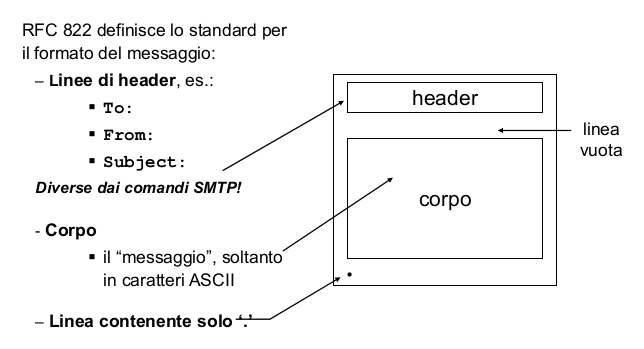 RFC 822 definisce lo standard per
il formato del messaggio:
– Linee di header, es.:
▪ To:
▪ From:
▪ Subject:
Diverse dai comandi SMTP!
- Corpo
▪ il “messaggio”, soltanto
in caratteri ASCII
– Linea contenente solo ‘.’
header
linea
vuota
corpo
.